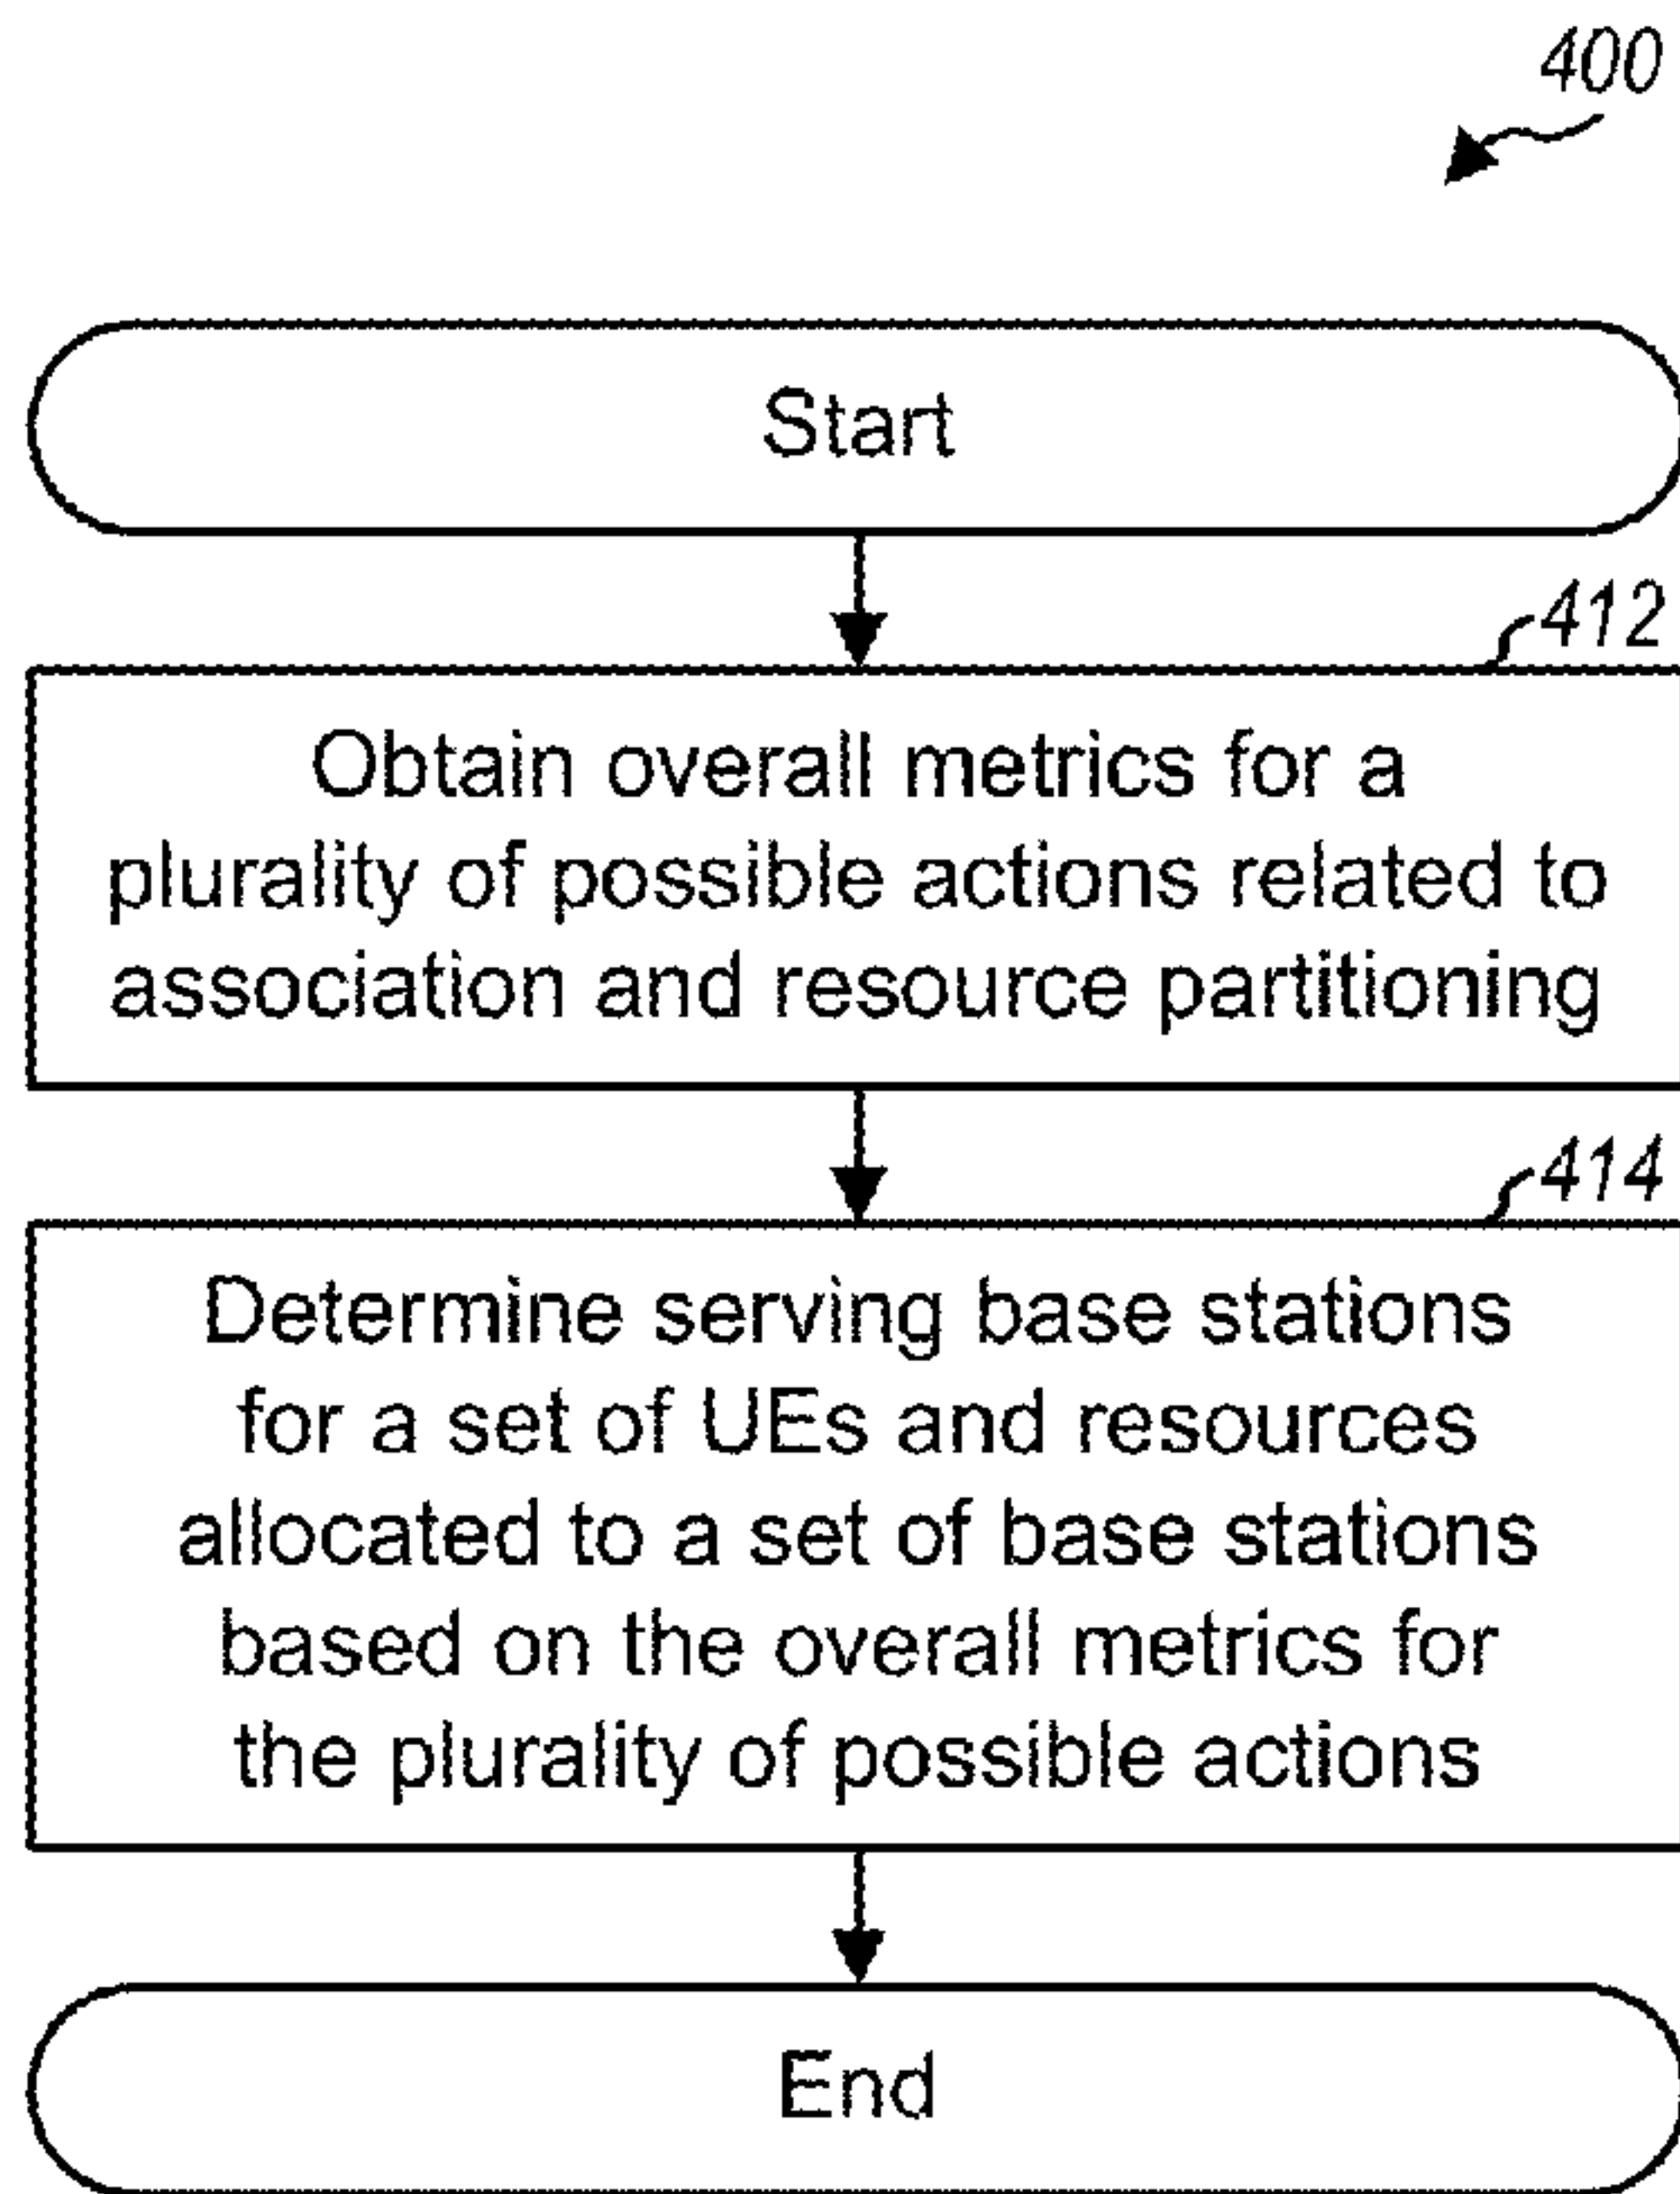 400
Start
412
Obtain overall metrics for a
plurality of possible actions related to
association and resource partitioning
414
Determine serving base stations
for a set of UEs and resources
allocated to a set of base stations
based on the overall metrics for
the plurality of possible actions
End